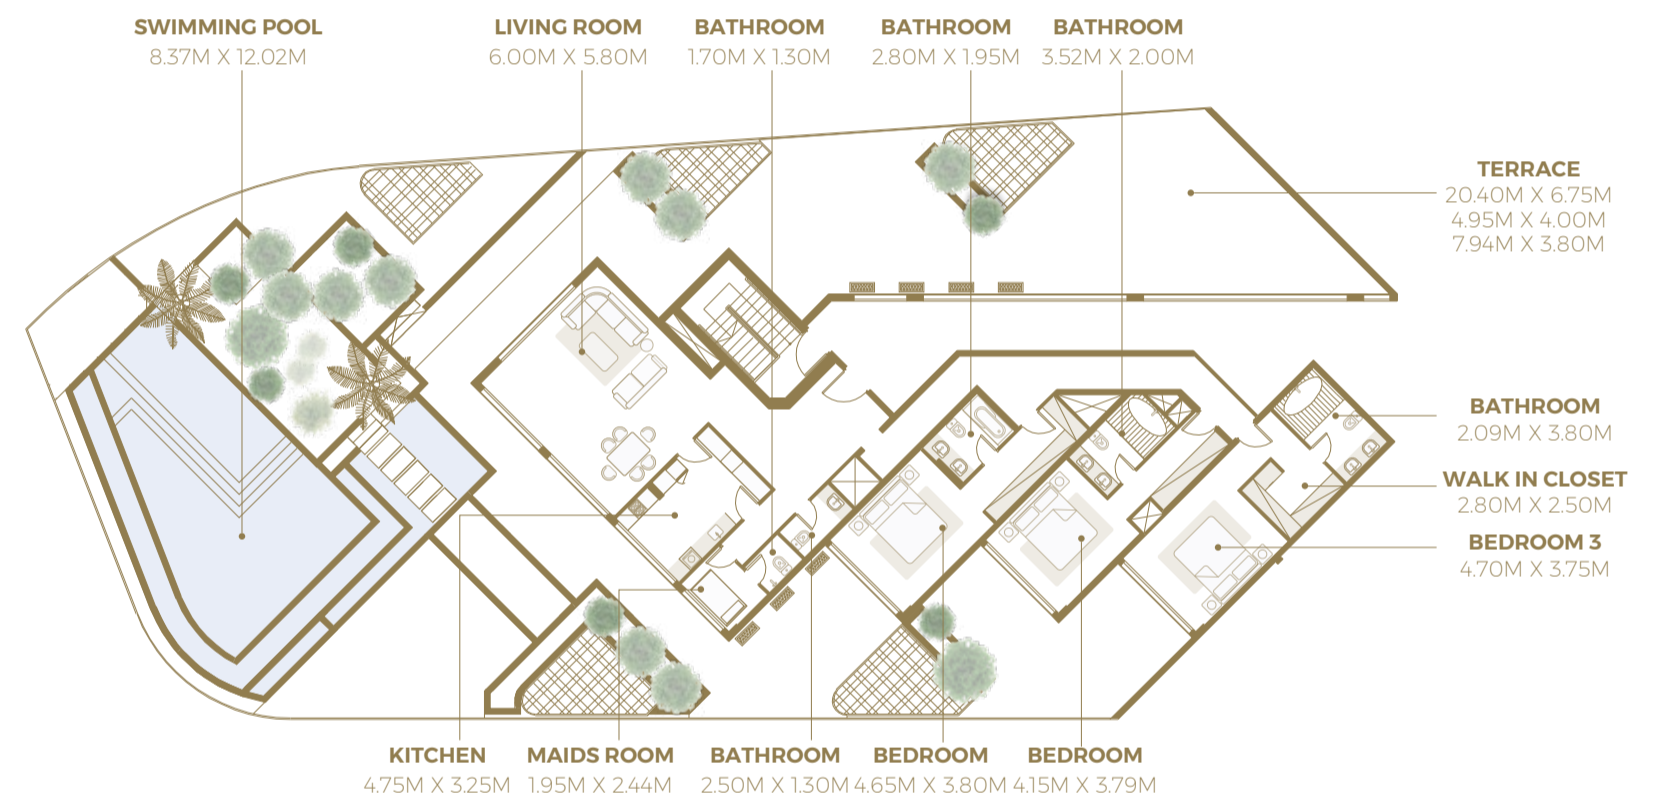 SWIMMING POOL
8.37M X 12.02M
LIVING ROOM
6.00M X 5.80M
BATHROOM
1.70M X 1.30M
BATHROOM
2.80M X 1.95M
BATHROOM
3.52M X 2.00M
TERRACE
20.40M X 6.75M
4.95M X 4.00M
7.94M X 3.80M
BATHROOM
2.09M X 3.80M
WALK IN CLOSET
2.80M X 2.50M
BEDROOM 3
4.70M X 3.75M
KITCHEN
4.75M X 3.25M
MAIDS ROOM
1.95M X 2.44M
BATHROOM
2.50M X 1.30M
BEDROOM
4.65M X 3.80M
BEDROOM
4.15M X 3.79M